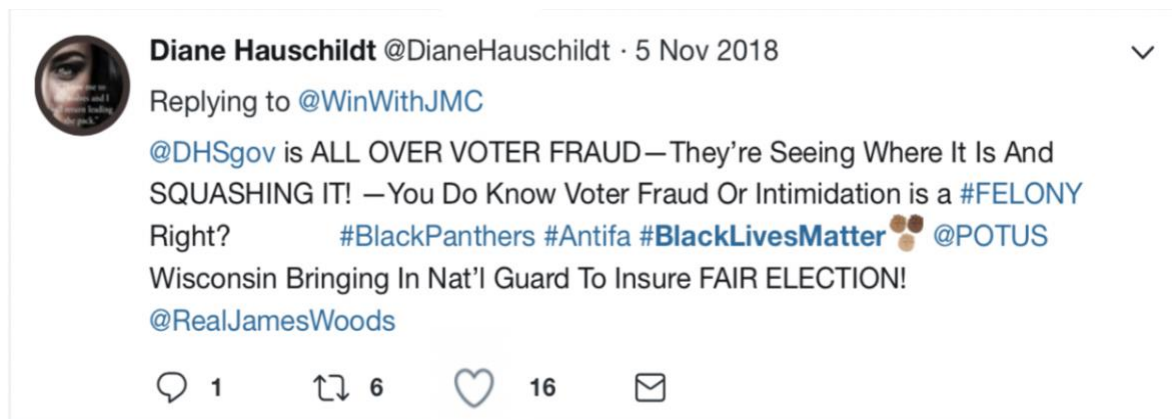 Diane Hauschildt @DianeHauschildt · 5 Nov 2018
Replying to @WinWithJMC
@DHSgov is ALL OVER VOTER FRAUD—They’re Seeing Where It Is And
SQUASHING IT! —You Do Know Voter Fraud Or Intimidation is a #FELONY
Right? #BlackPanthers #Antifa #BlackLivesMatter @POTUS
Wisconsin Bringing In Nat’l Guard To Insure FAIR ELECTION!
@RealJamesWoods
1 6 16